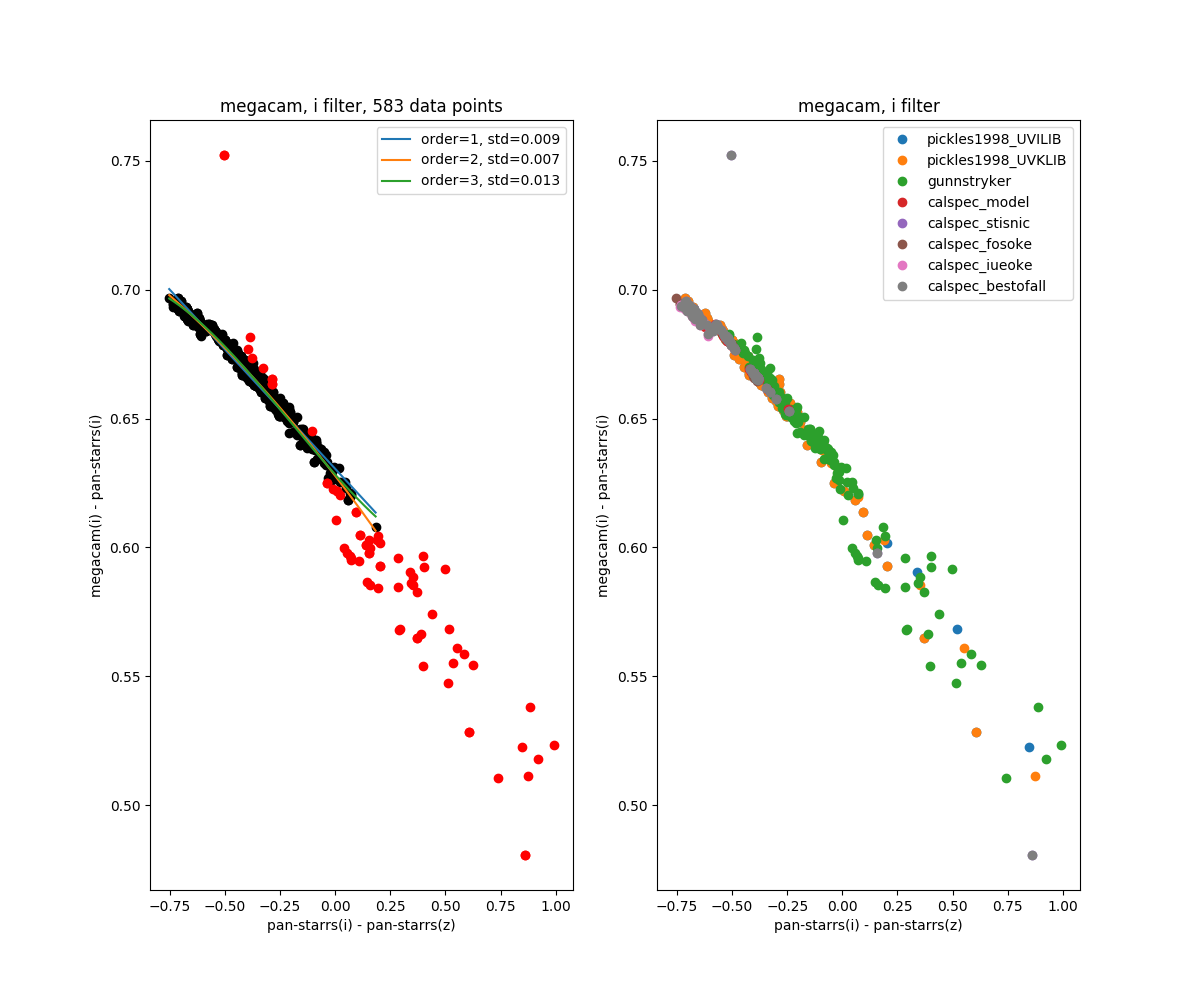 megacam, i filter, 583 data points
order=1, std=0.009
order=2, std=0.007
order=3, std=0.013
0.75
0.70
0.65
0.60
0.55
0.50
megacam(i) - pan-starrs(i)
−0.75 −0.50 −0.25 0.00 0.25 0.50 0.75 1.00
pan-starrs(i) - pan-starrs(z)
megacam, i filter
pickles1998_UVILIB
pickles1998_UVKLIB
gunnstryker
calspec_model
calspec_stisnic
calspec_fosoke
calspec_iueoke
calspec_bestofall
0.75
0.70
0.65
0.60
0.55
0.50
megacam(i) - pan-starrs(i)
−0.75 −0.50 −0.25 0.00 0.25 0.50 0.75 1.00
pan-starrs(i) - pan-starrs(z)